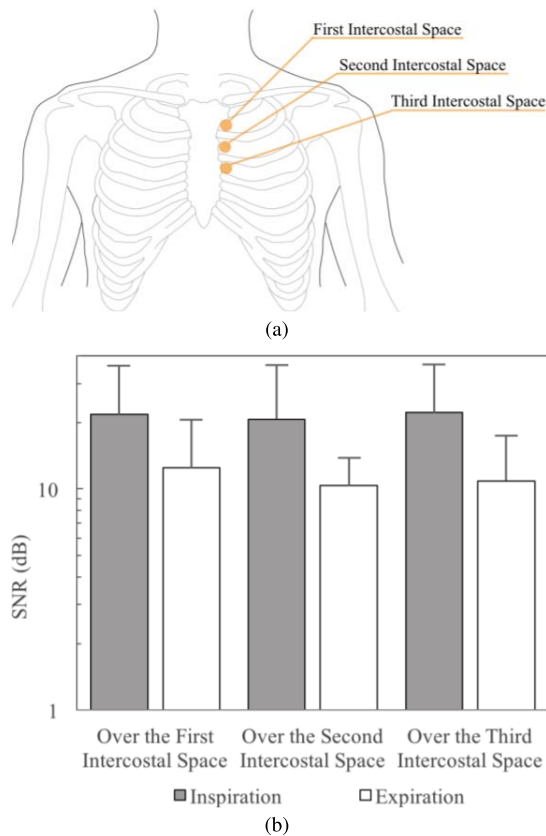 First Intercostal Space
Second Intercostal Space
Third Intercostal Space
(a)
SNR (dB)
10
1
Over the First
Intercostal Space
Over the Second
Intercostal Space
Over the Third
Intercostal Space
Inspiration
Expiration
(b)